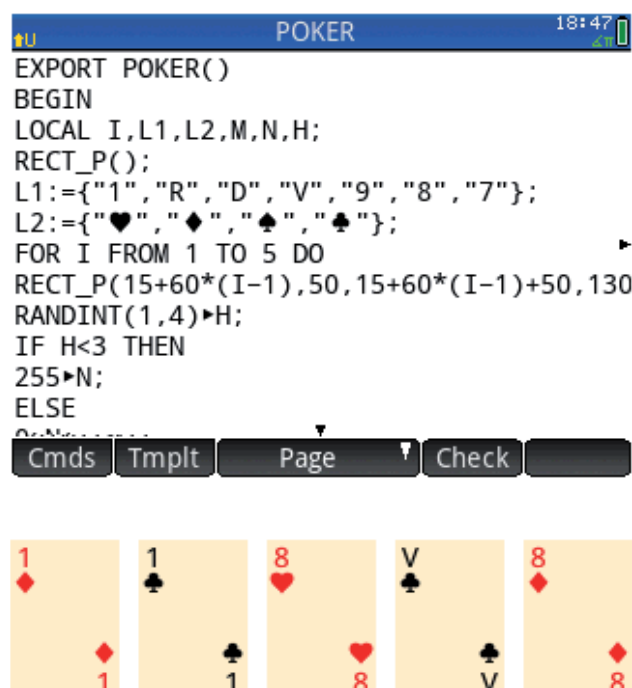 U POKER 18:47
∡π
EXPORT POKER()
BEGIN
LOCAL I,L1,L2,M,N,H;
RECT_P();
L1:={"1","R","D","V","9","8","7"};
L2:={"♥","♦","♠","♣"};
FOR I FROM 1 TO 5 DO
RECT_P(15+60*(I-1),50,15+60*(I-1)+50,130
RANDINT(1,4)▶H;
IF H<3 THEN
255▶N;
ELSE
Cmds Tmplt Page Check
1 1 8 V 8
♦ ♣ ♥ ♣ ♦
♦ ♣ ♥ ♣ ♦
1 1 8 V 8